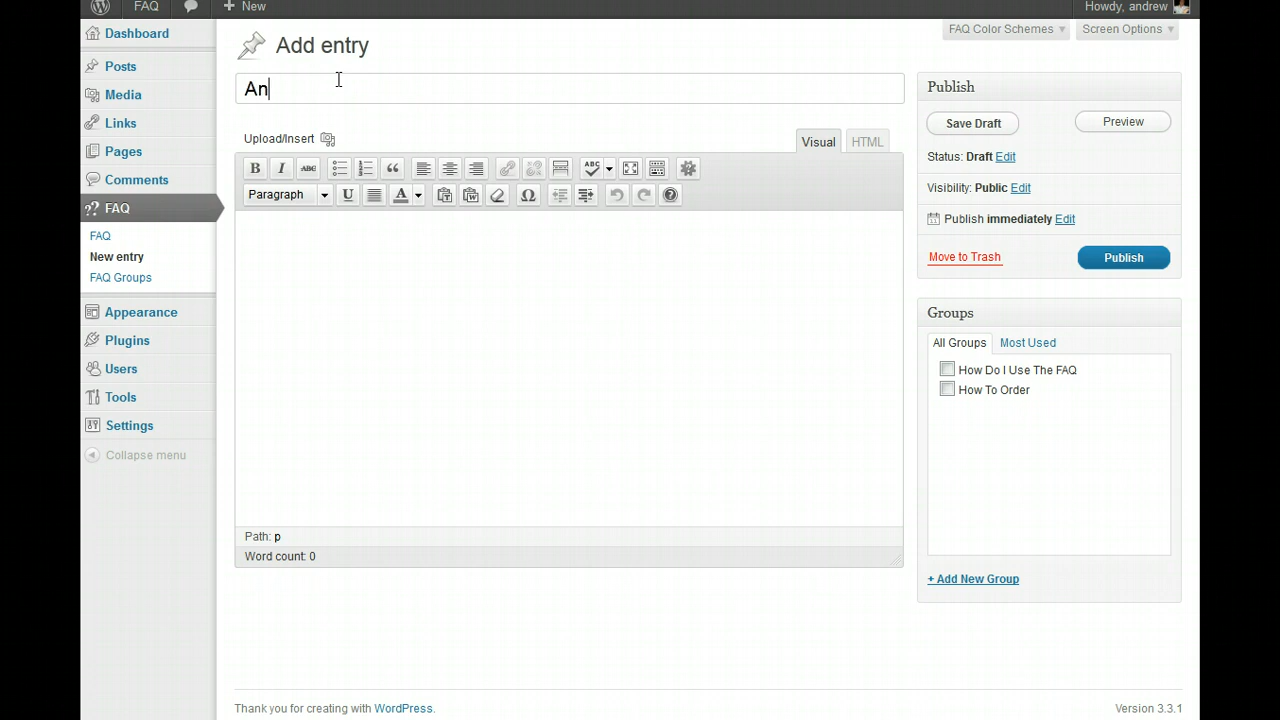 FAQ
New
Howdy, andrew
Dashboard
Posts
Media
Links
Pages
Comments
?? FAQ
FAQ
New entry
FAQ Groups
Appearance
Plugins
Users
Tools
Settings
Collapse menu
FAQ Color Schemes
Screen Options
Add entry
An
Upload/Insert
Visual
HTML
B I ABC ABC
Paragraph U A Ω
Path: p
Word count: 0
Publish
Save Draft
Preview
Status: Draft Edit
Visibility: Public Edit
Publish immediately Edit
Move to Trash
Publish
Groups
All Groups
Most Used
How Do I Use The FAQ
How To Order
+ Add New Group
Thank you for creating with WordPress.
Version 3.3.1